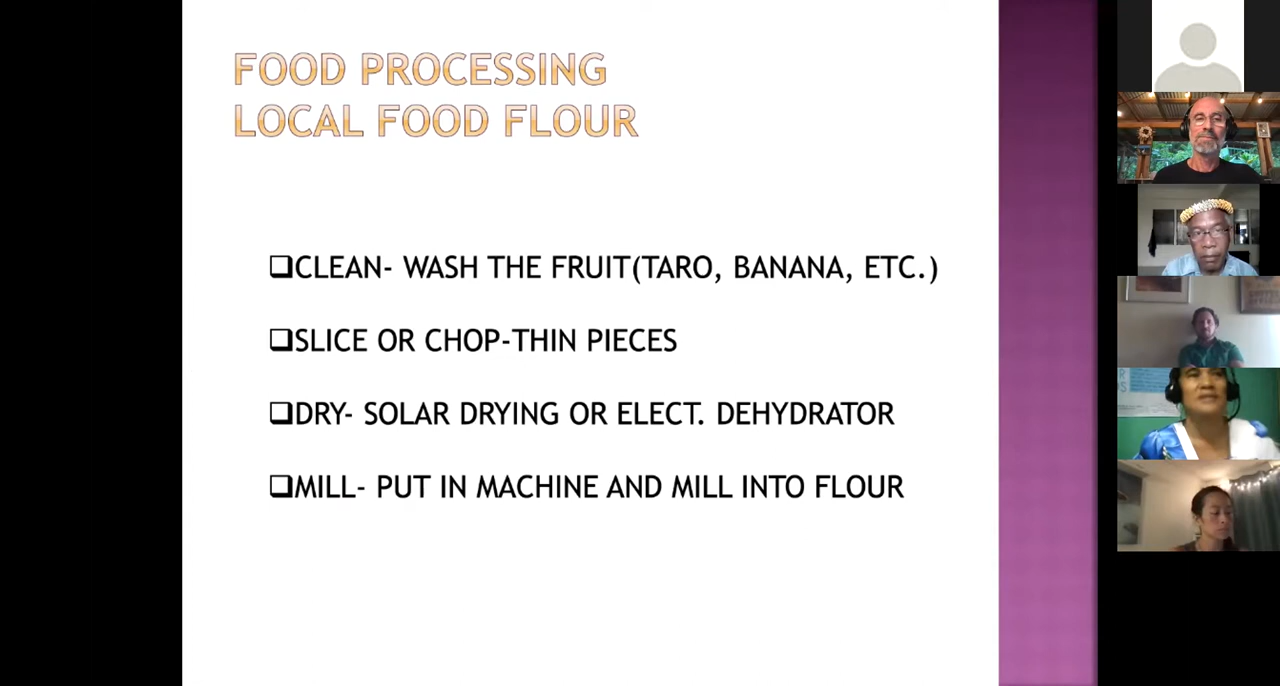 FOOD PROCESSING
LOCAL FOOD FLOUR
❑CLEAN- WASH THE FRUIT(TARO, BANANA, ETC.)
❑SLICE OR CHOP-THIN PIECES
❑DRY- SOLAR DRYING OR ELECT. DEHYDRATOR
❑MILL- PUT IN MACHINE AND MILL INTO FLOUR